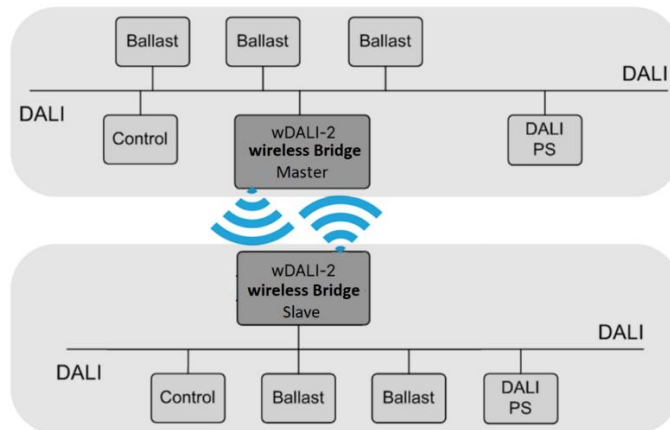 Ballast
Ballast
Ballast
DALI
DALI
Control
wDALI-2
wireless Bridge
Master
DALI
PS
wDALI-2
wireless Bridge
Slave
DALI
DALI
Control
Ballast
Ballast
DALI
PS